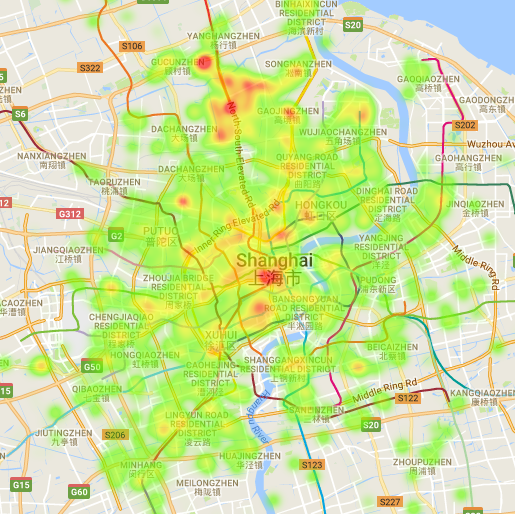 BINHAIXINCUN
RESIDENTIAL
DISTRICT
海滨新村
S20
YANGHANGZHEN
杨行镇
S106
GUCUNZHEN
顾村镇
SONGNANZHEN
淞南镇
S322
GAOQIAOZHEN
高桥镇
GAODONGZHEN
高东镇
GAOJINGZHEN
高境镇
S6
North-South Elevated Rd
DACHANGZHEN
大场镇
WUJIAOCHANGZHEN
五角场镇
S202
Wuzhou Ave
NANXIANGZHEN
南翔镇
DACHANGZHEN
大场镇
QUYANG ROAD
RESIDENTIAL
DISTRICT
曲阳路
GAOHANGZHEN
高行镇
TAOPUZHEN
桃浦镇
DINGHAI ROAD
RESIDENTIAL
DISTRICT
定海路
G312
Inner Ring Elevated Rd
HONGKOU
虹口区
JINQIAOZHEN
金桥镇
G2
PUTUO
普陀区
YANGJING
RESIDENTIAL
DISTRICT
洋泾
JIANGQIAOZHEN
江桥镇
Shanghai
上海市
Middle Ring Rd
ZHOUJIA BRIDGE
RESIDENTIAL
DISTRICT
周家桥
PUDONG
浦东新区
CAOZHEN
华漕镇
BANSONGYUAN
ROAD RESIDENTIAL
DISTRICT
半淞园路
CHENGJIAQIAO
RESIDENTIAL
DISTRICT
程家桥
XUHUI
徐汇区
HONGQIAOZHEN
虹桥镇
BEICAIZHEN
北蔡镇
G50
CAOHEJING
RESIDENTIAL
DISTRICT
漕河泾
SHANGGANGXINCUN
RESIDENTIAL DISTRICT
上钢新村
QIBAOZHEN
七宝镇
Middle Ring Rd
S122
KANGQIAOZHEN
康桥镇
Huangpu River
SANLINZHEN
三林镇
S20
LINGYUN ROAD
RESIDENTIAL
DISTRICT
凌云路
JIUTINGZHEN
九亭镇
S206
HUAJINGZHEN
华泾镇
S123
ZHOUPUZHEN
周浦镇
MINHANG
闵行区
MEILONGZHEN
梅陇镇
G15
G60
S227